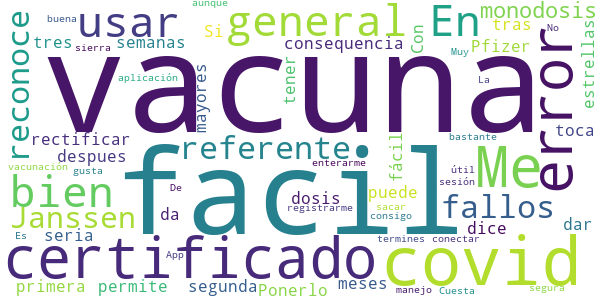 aunque
buena usar general En monodosis
No
Si tras
tres semanas consequencia Con Pfizer
sierra Muy
reconoce vacuna error estrellas
aplicación La
mayores tener
rectificar referente fácil bastante toca
despues
vacunación enterarme Me útil
gusta facil sesión
bien De dosis puede fallos
registrarme sacar
Janssen da consigo dice dar
Es seria termines conectar
certificado covid
App
primera permite segunda Ponerlo meses manejo Cuesta segura